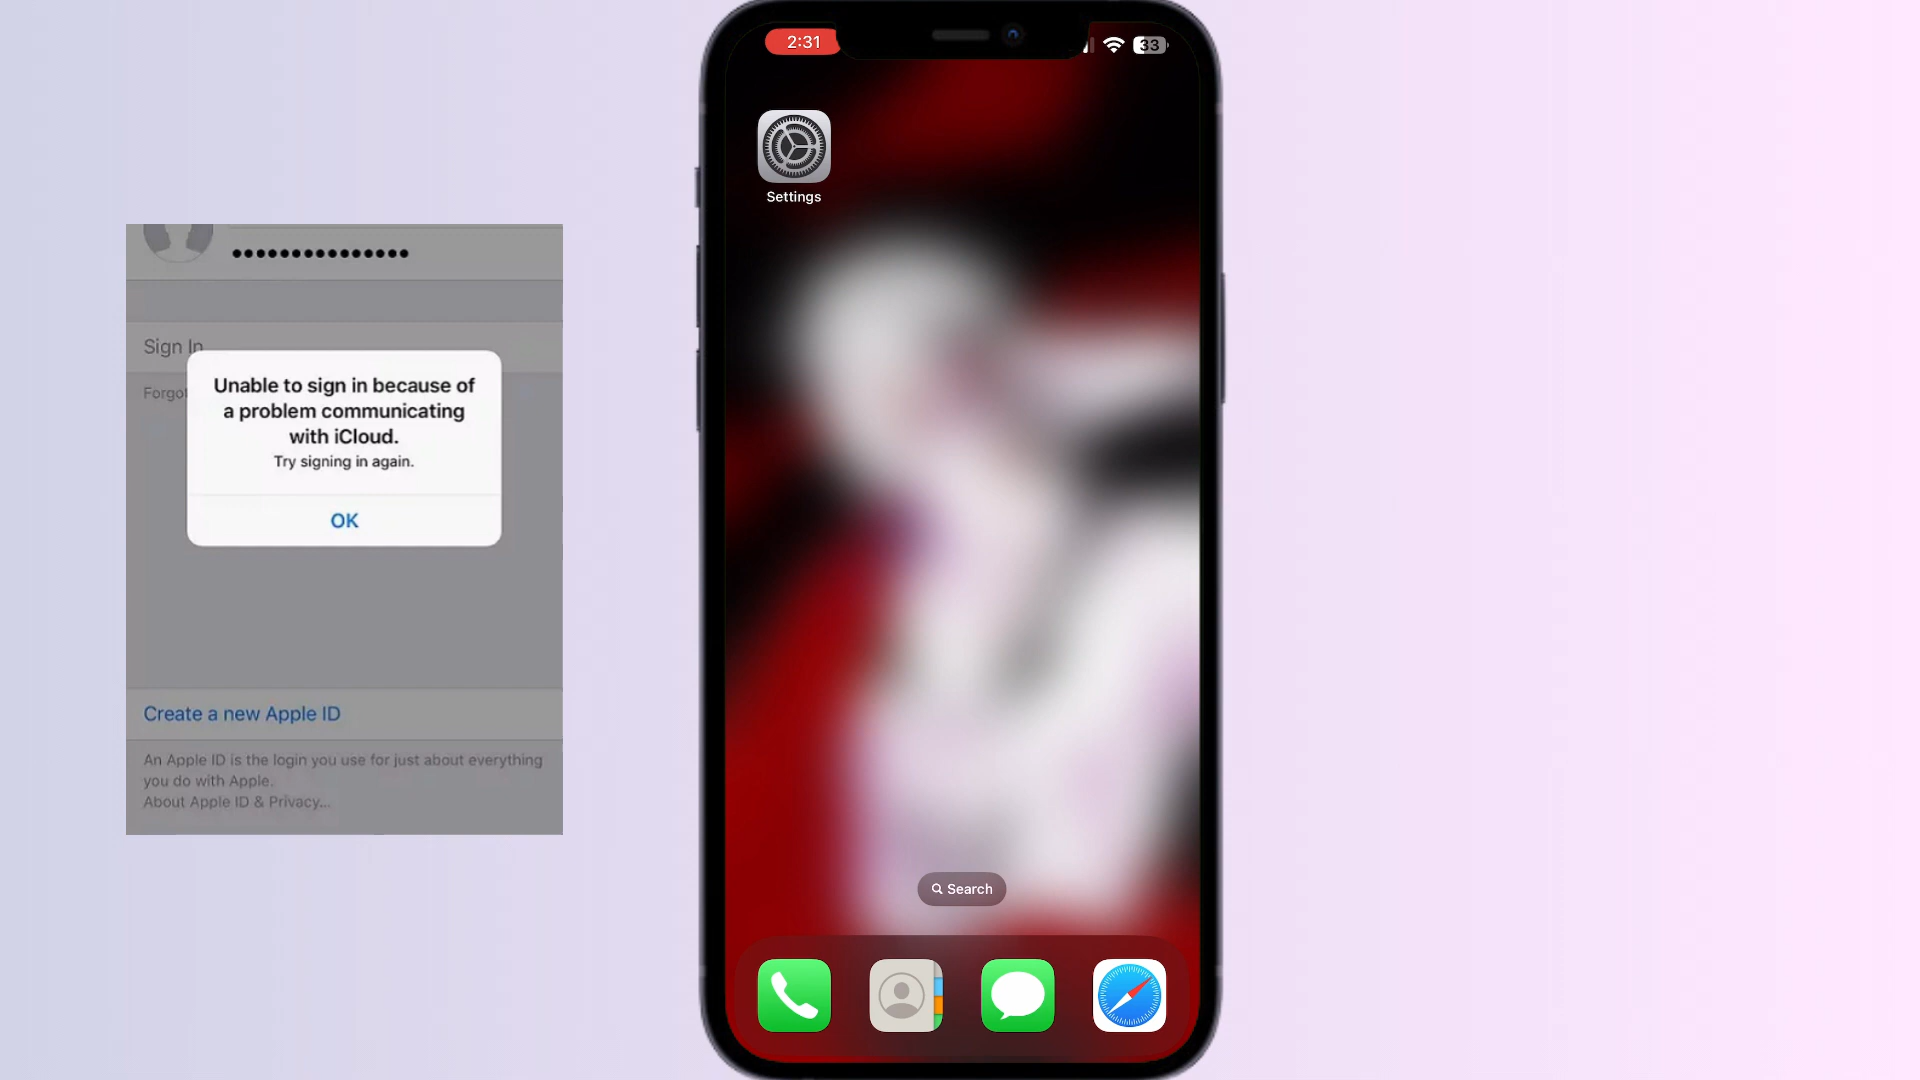 ●●●●●●●●●●●●●●●
Sign In
Forgot
Unable to sign in because of
a problem communicating
with iCloud.
Try signing in again.
OK
Create a new Apple ID
An Apple ID is the login you use for just about everything
you do with Apple.
About Apple ID & Privacy...
2:31
33
Settings
Search